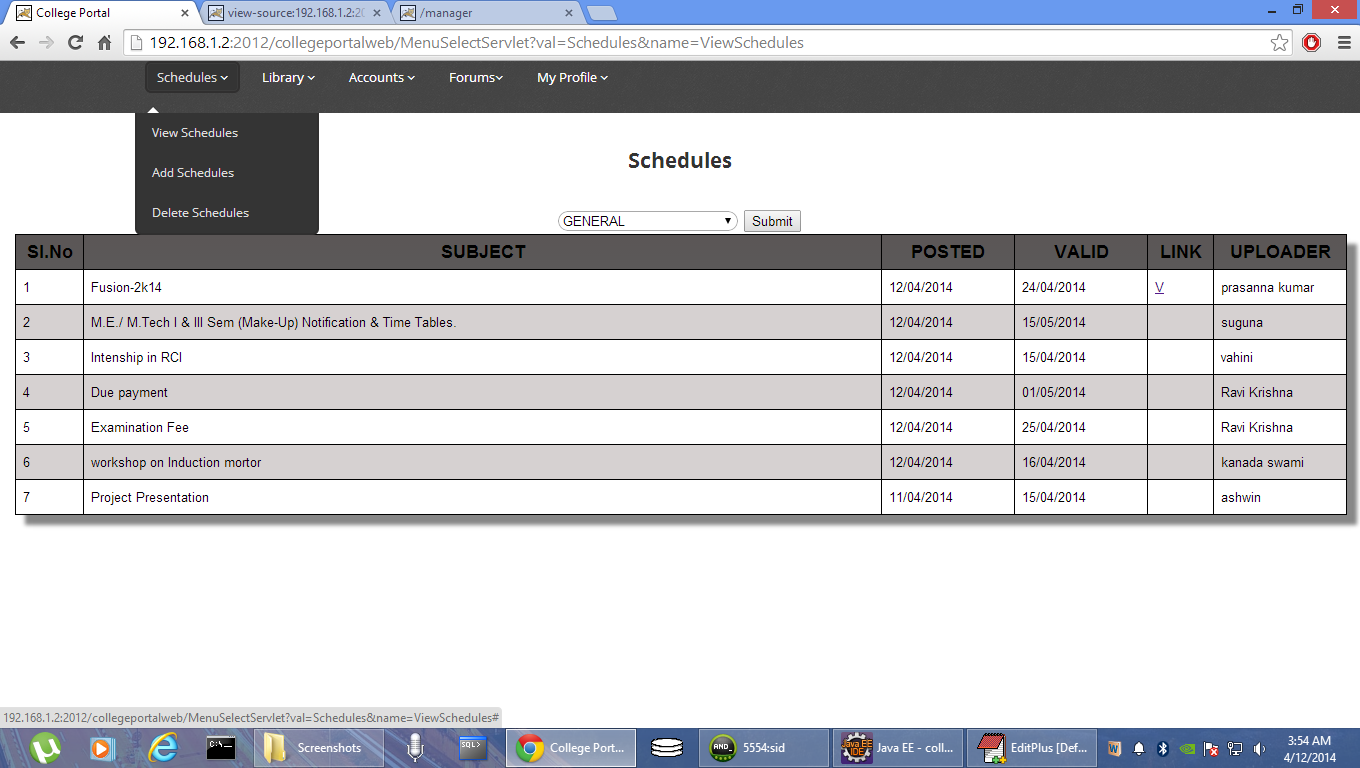 College Portal
view-source:192.168.1.2:20
/manager
192.168.1.2:2012/collegeportalweb/MenuSelectServlet?val=Schedules&name=ViewSchedules
Schedules Library Accounts Forums My Profile
View Schedules
Add Schedules
Delete Schedules
Schedules
GENERAL Submit
Sl.No SUBJECT POSTED VALID LINK UPLOADER
1 Fusion-2k14 12/04/2014 24/04/2014 V prasanna kumar
2 M.E./ M.Tech I & III Sem (Make-Up) Notification & Time Tables. 12/04/2014 15/05/2014 suguna
3 Intenship in RCI 12/04/2014 15/04/2014 vahini
4 Due payment 12/04/2014 01/05/2014 Ravi Krishna
5 Examination Fee 12/04/2014 25/04/2014 Ravi Krishna
6 workshop on Induction mortor 12/04/2014 16/04/2014 kanada swami
7 Project Presentation 11/04/2014 15/04/2014 ashwin
192.168.1.2:2012/collegeportalweb/MenuSelectServlet?val=Schedules&name=ViewSchedules#
C:\_ Screenshots SQL> College Port... AND_ 5554:sid Java EE IDE Java EE - coll... EditPlus [Def... W 3:54 AM
4/12/2014